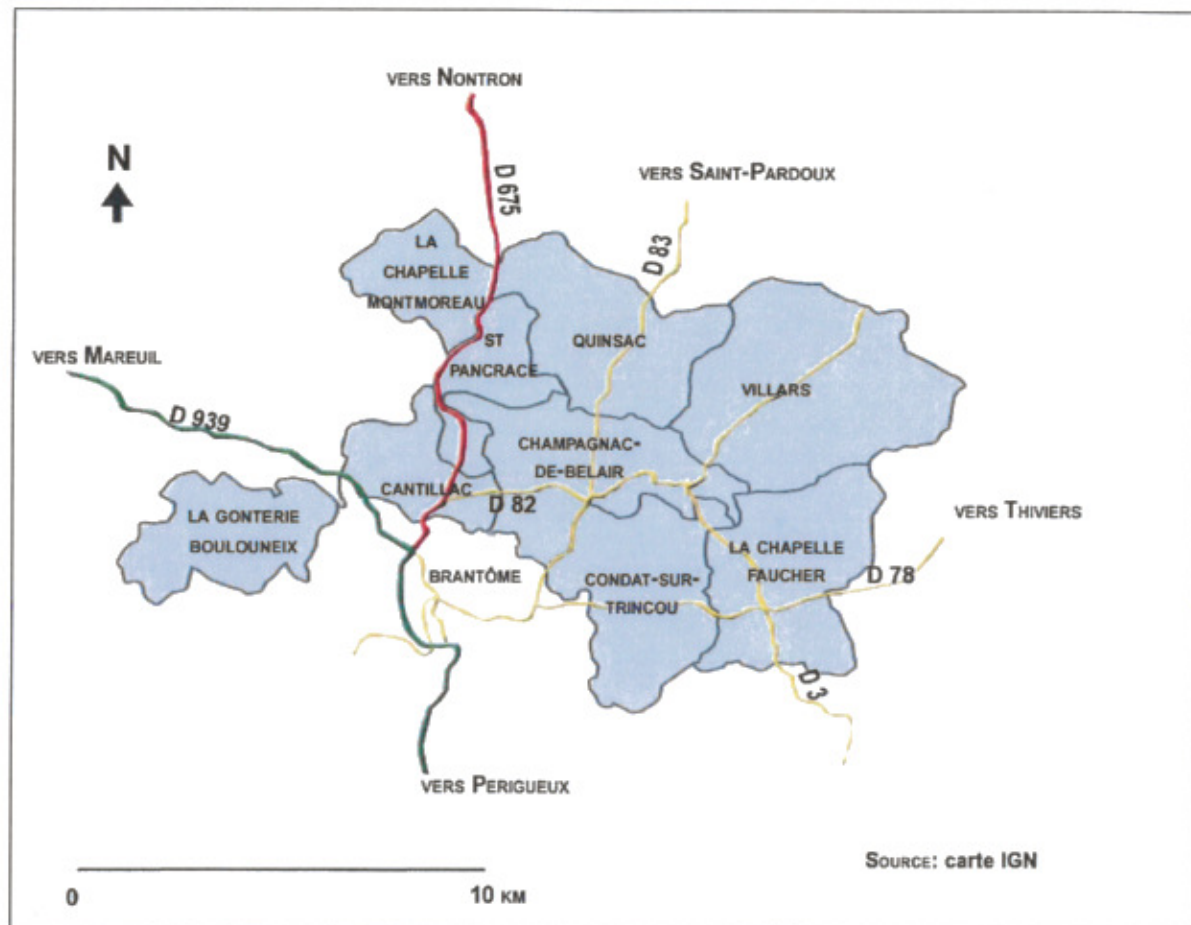 VERS NONTRON
N
D 675
VERS SAINT-PARDOUX
D 83
LA
CHAPELLE
MONTMOREAU
ST
PANCRACE
QUINSAC
VERS MAREUIL
VILLARS
D 939
CHAMPAGNAC-
DE-BELAIR
CANTILLAC
D 82
LA GONTERIE
BOULOUNEIX
VERS THIVIERS
LA CHAPELLE
FAUCHER
BRANTÔME
CONDAT-SUR-
TRINCOU
D 78
D 3
VERS PERIGUEUX
SOURCE: carte IGN
0
10 KM